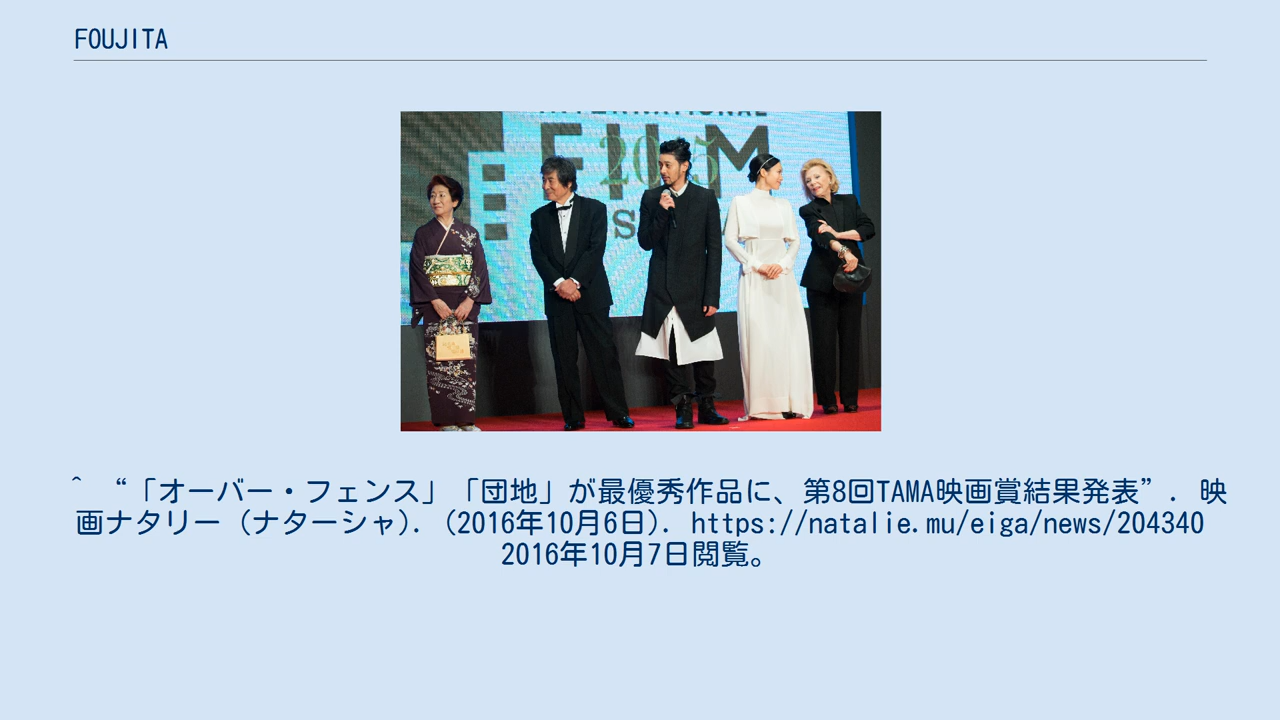 FOUJITA
INTERNATIONAL
FILM
2015
^ “「オーバー・フェンス」「団地」が最優秀作品に、第8回TAMA映画賞結果発表”. 映
画ナタリー (ナターシャ). (2016年10月6日). https://natalie.mu/eiga/news/204340
2016年10月7日閲覧。